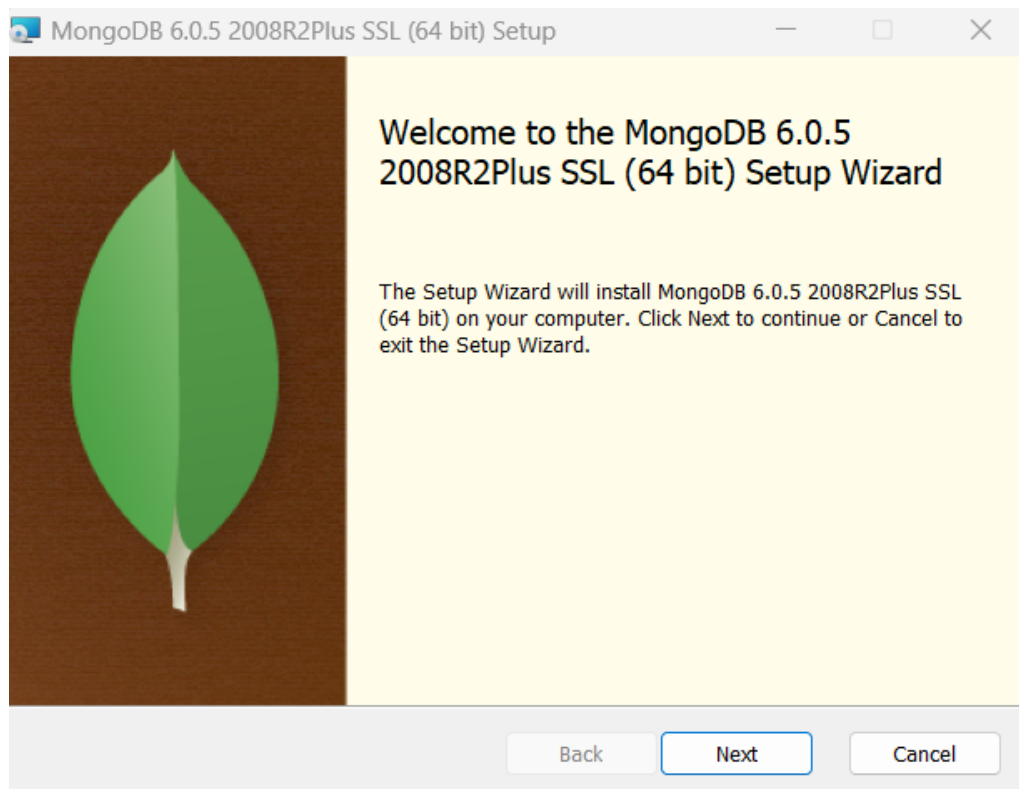 MongoDB 6.0.5 2008R2Plus SSL (64 bit) Setup
Welcome to the MongoDB 6.0.5
2008R2Plus SSL (64 bit) Setup Wizard
The Setup Wizard will install MongoDB 6.0.5 2008R2Plus SSL
(64 bit) on your computer. Click Next to continue or Cancel to
exit the Setup Wizard.
Back
Next
Cancel